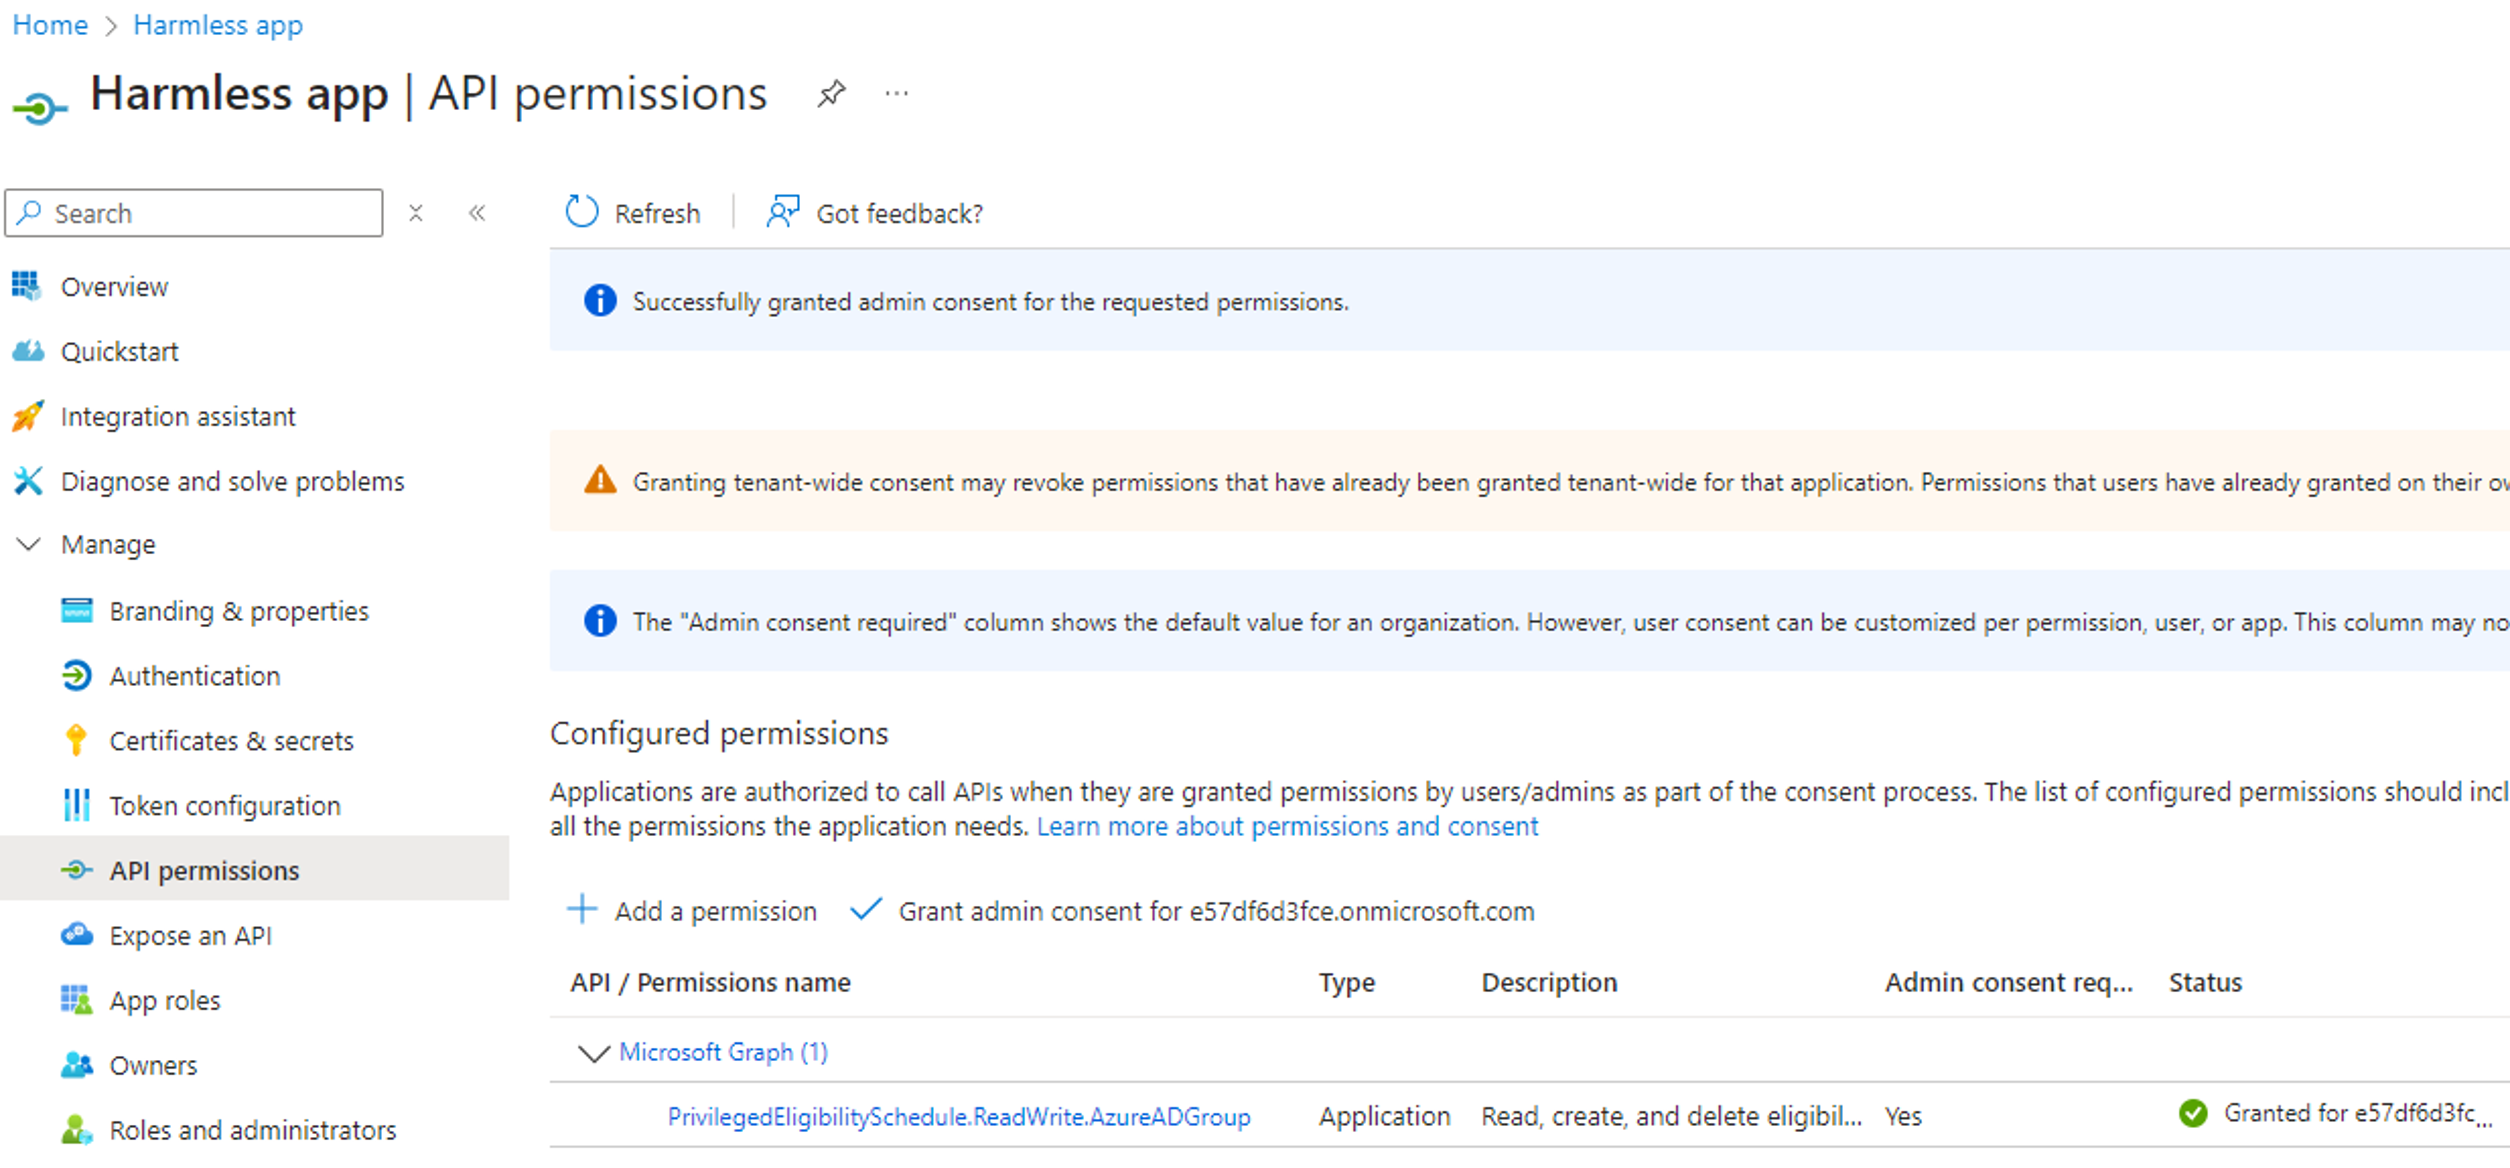 Home > Harmless app
Harmless app | API permissions ...
Search
Refresh | Got feedback?
Overview
Quickstart
Integration assistant
Diagnose and solve problems
Manage
Branding & properties
Authentication
Certificates & secrets
Token configuration
API permissions
Expose an API
App roles
Owners
Roles and administrators
Successfully granted admin consent for the requested permissions.
Granting tenant-wide consent may revoke permissions that have already been granted tenant-wide for that application. Permissions that users have already granted on their
The "Admin consent required" column shows the default value for an organization. However, user consent can be customized per permission, user, or app. This column may
Configured permissions
Applications are authorized to call APIs when they are granted permissions by users/admins as part of the consent process. The list of configured permissions should
all the permissions the application needs. Learn more about permissions and consent
Add a permission Grant admin consent for e57df6d3fce.onmicrosoft.com
API / Permissions name Type Description Admin consent req... Status
Microsoft Graph (1)
PrivilegedEligibilitySchedule.ReadWrite.AzureADGroup Application Read, create, and delete eligibil... Yes Granted for e57df6d3fc...